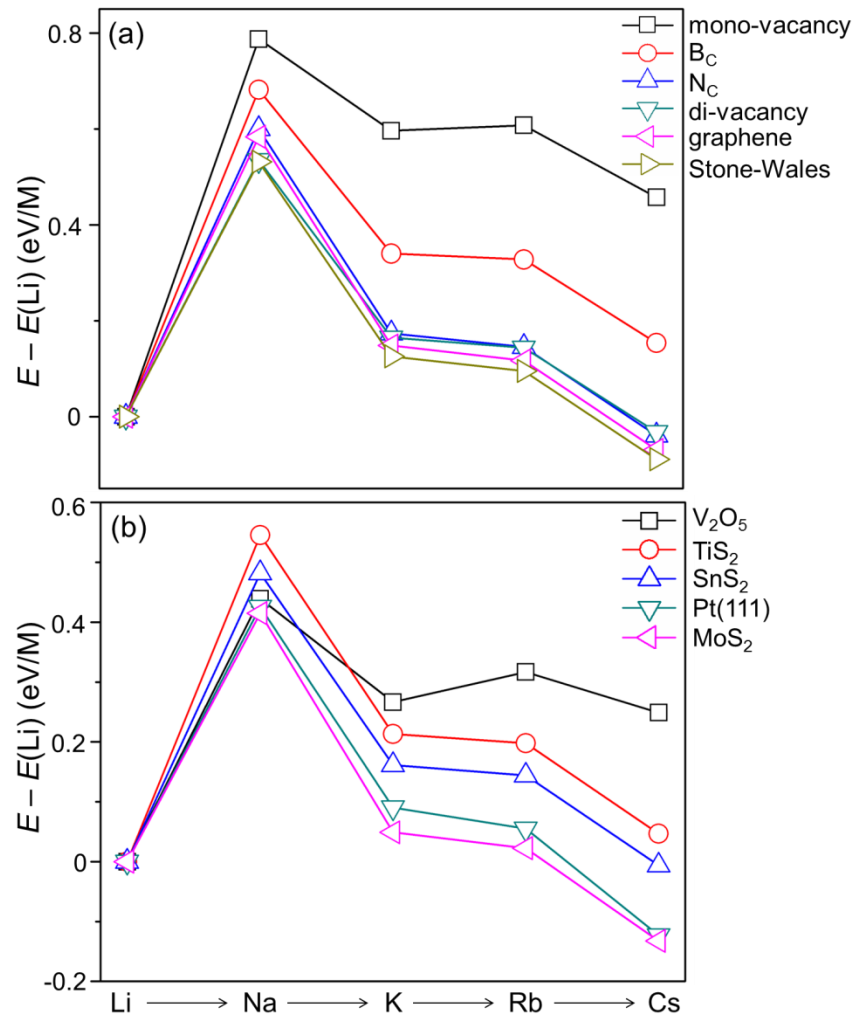 (a)
0.8
0.4
0
E – E(Li) (eV/M)
mono-vacancy
B_C
N_C
di-vacancy
graphene
Stone-Wales
(b)
0.6
0.4
0.2
0
-0.2
E – E(Li) (eV/M)
V₂O₅
TiS₂
SnS₂
Pt(111)
MoS₂
Li → Na → K → Rb → Cs